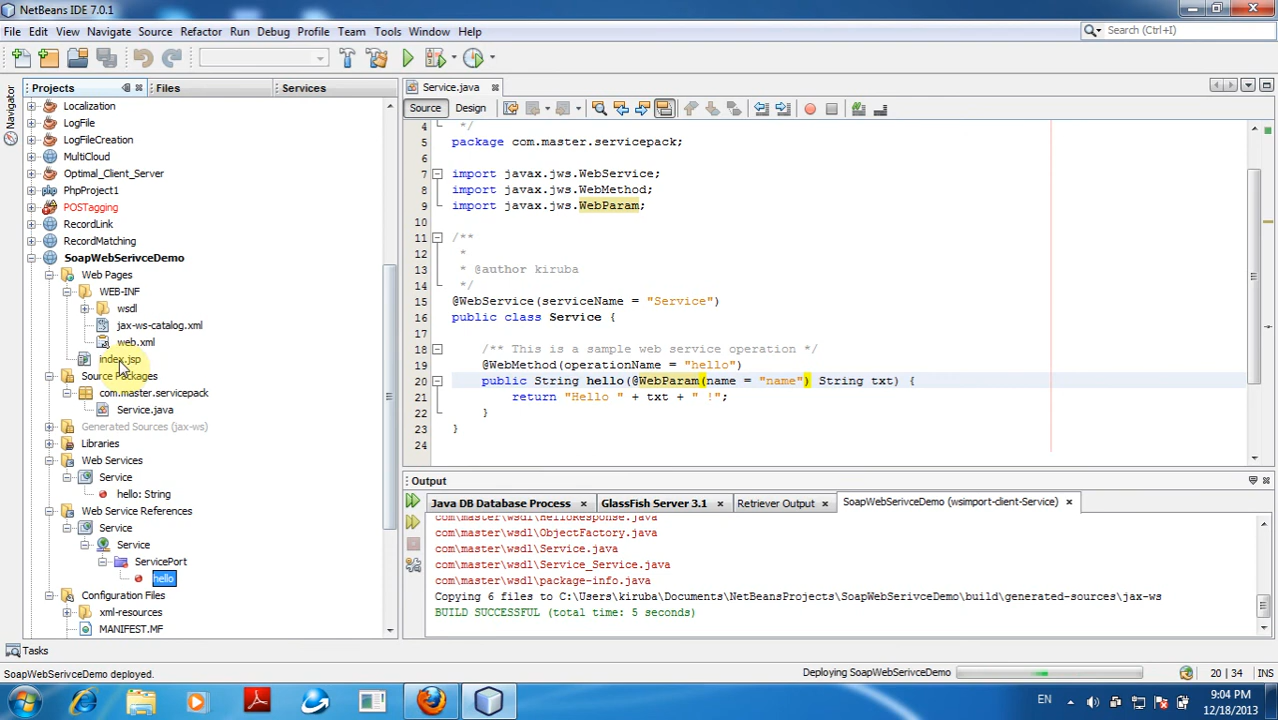 NetBeans IDE 7.0.1
File Edit View Navigate Source Refactor Run Debug Profile Team Tools Window Help
Search (Ctrl+I)
Projects Files Services
Navigator
Localization
LogFile
LogFileCreation
MultiCloud
Optimal_Client_Server
PhpProject1
POSTagging
RecordLink
RecordMatching
SoapWebSerivceDemo
Web Pages
WEB-INF
wsdl
jax-ws-catalog.xml
web.xml
index.jsp
Source Packages
com.master.servicepack
Service.java
Generated Sources (jax-ws)
Libraries
Web Services
Service
hello: String
Web Service References
Service
Service
ServicePort
hello
Configuration Files
xml-resources
MANIFEST.MF
Tasks
Service.java
Source Design
4 */
5 package com.master.servicepack;
6
7 import javax.jws.WebService;
8 import javax.jws.WebMethod;
9 import javax.jws.WebParam;
10
11 /**
12 *
13 * @author kiruba
14 */
15 @WebService(serviceName = "Service")
16 public class Service {
17
18 /** This is a sample web service operation */
19 @WebMethod(operationName = "hello")
20 public String hello(@WebParam(name = "name") String txt) {
21 return "Hello " + txt + " !";
22 }
23 }
24
Output
Java DB Database Process GlassFish Server 3.1 Retriever Output SoapWebSerivceDemo (wsimport-client-Service)
com\master\wsdl\HelloResponse.java
com\master\wsdl\ObjectFactory.java
com\master\wsdl\Service.java
com\master\wsdl\Service_Service.java
com\master\wsdl\package-info.java
Copying 6 files to C:\Users\kiruba\Documents\NetBeansProjects\SoapWebSerivceDemo\build\generated-sources\jax-ws
BUILD SUCCESSFUL (total time: 5 seconds)
SoapWebSerivceDemo deployed.
Deploying SoapWebSerivceDemo
20 | 34 INS
EN
9:04 PM
12/18/2013